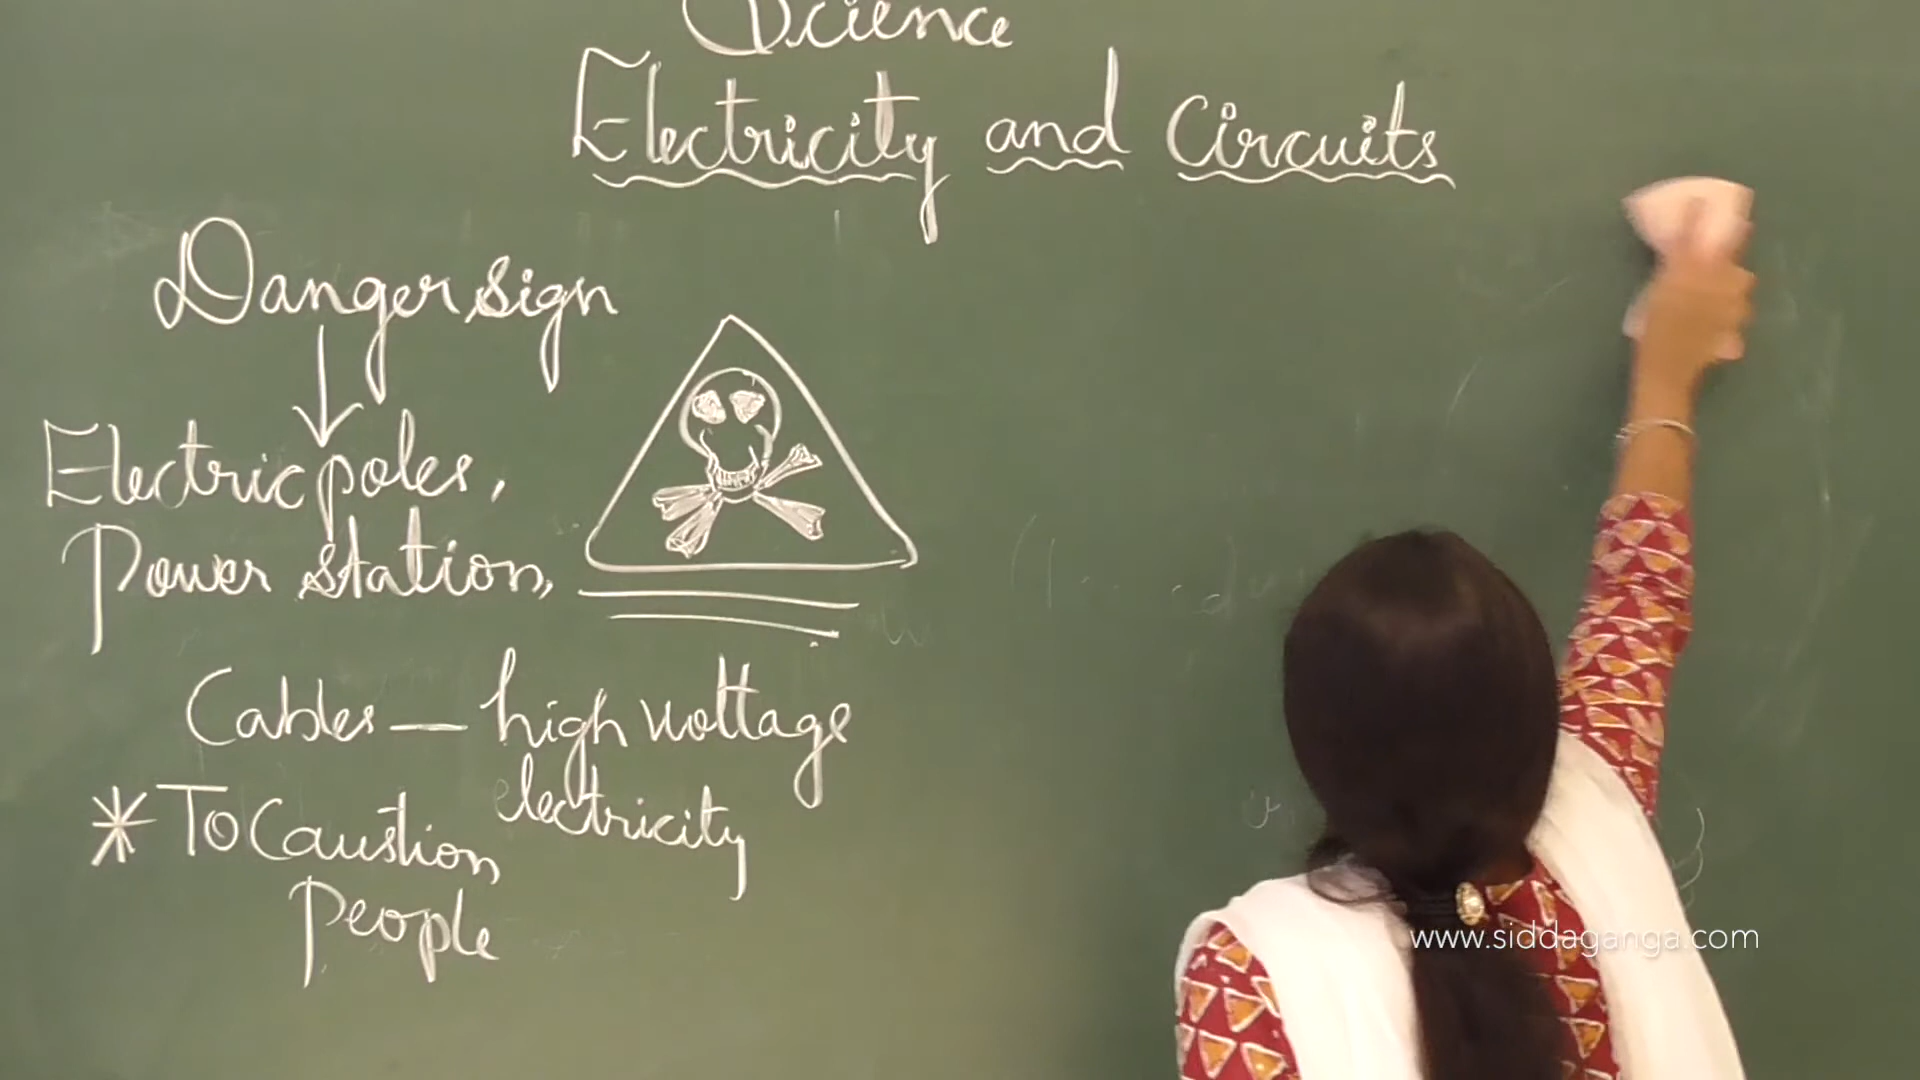 Science
Electricity and Circuits
Danger sign
Electric poles,
Power station,
Cables — high voltage
electricity
* To Caustion
People
www.siddaganga.com